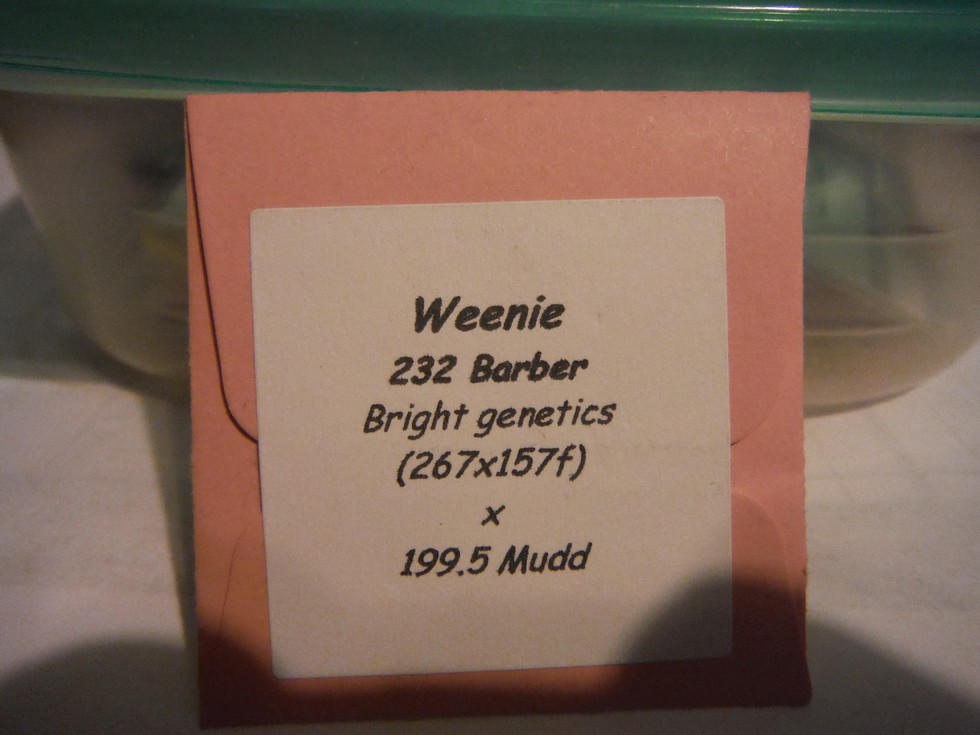 Weenie
232 Barber
Bright genetics
(267x157f)
x
199.5 Mudd